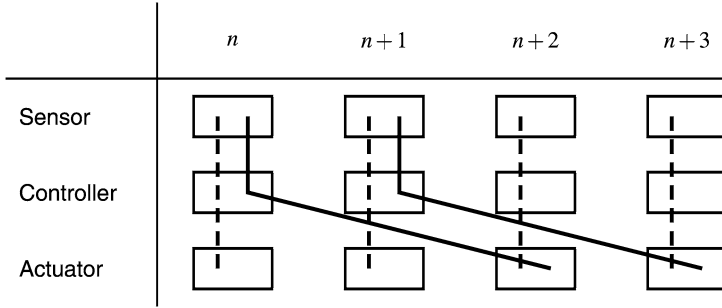 n n + 1 n + 2 n + 3
Sensor
Controller
Actuator